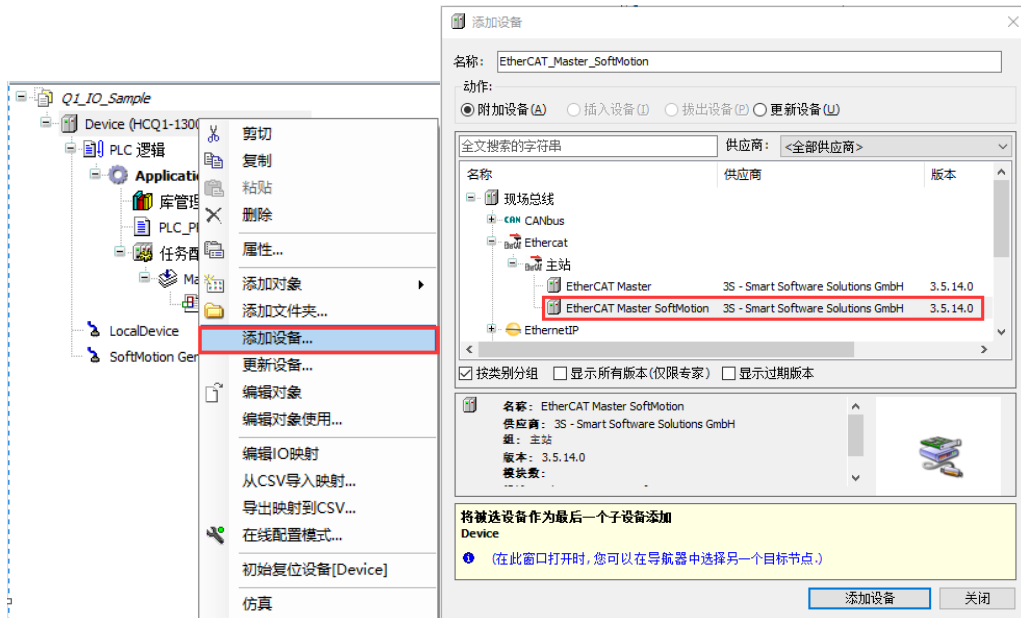 Q1_IO_Sample
Device (HCQ1-1300
PLC 逻辑
Applicati
库管理
PLC_P
任务配
Ma
LocalDevice
SoftMotion Ger
剪切
复制
粘贴
删除
属性...
添加对象
添加文件夹...
添加设备...
更新设备...
编辑对象
编辑对象使用...
编辑IO映射
从CSV导入映射...
导出映射到CSV...
在线配置模式...
初始复位设备[Device]
仿真
添加设备
名称: EtherCAT_Master_SoftMotion
动作:
附加设备(A) 插入设备(I) 拔出设备(P) 更新设备(U)
全文搜索的字符串 供应商: <全部供应商>
名称 供应商 版本
现场总线
CAN CANbus
Ethercat
主站
EtherCAT Master 3S - Smart Software Solutions GmbH 3.5.14.0
EtherCAT Master SoftMotion 3S - Smart Software Solutions GmbH 3.5.14.0
EthernetIP
按类别分组 显示所有版本(仅限专家) 显示过期版本
名称: EtherCAT Master SoftMotion
供应商: 3S - Smart Software Solutions GmbH
组: 主站
版本: 3.5.14.0
模块数:
将被选设备作为最后一个子设备添加
Device
(在此窗口打开时,您可以在导航器中选择另一个目标节点.)
添加设备 关闭